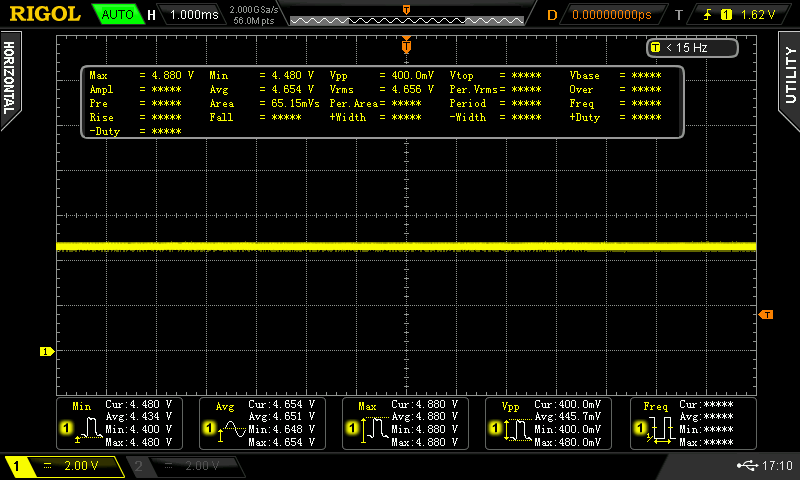 RIGOL AUTO H 1.000ms 2.000GSa/s 56.0M pts T D 0.00000000ps T 1 1.62 V
HORIZONTAL
UTILITY
T
T < 15 Hz
Max = 4.880 V Min = 4.480 V Vpp = 400.0mV Vtop = ***** Vbase = *****
Ampl = ***** Avg = 4.654 V Vrms = 4.656 V Per.Vrms= ***** Over = *****
Pre = ***** Area = 65.15mVs Per.Area= ***** Period = ***** Freq = *****
Rise = ***** Fall = ***** +Width = ***** -Width = ***** +Duty = *****
-Duty = *****
T
1
Min Cur:4.480 V
Avg:4.434 V
1 Min:4.400 V
Max:4.480 V
Avg Cur:4.654 V
Avg:4.651 V
1 Min:4.648 V
Max:4.654 V
Max Cur:4.880 V
Avg:4.880 V
1 Min:4.880 V
Max:4.880 V
Vpp Cur:400.0mV
Avg:445.7mV
1 Min:400.0mV
Max:480.0mV
Freq Cur:*****
Avg:*****
1 Min:*****
Max:*****
1 2.00 V 2 2.00 V 17:10